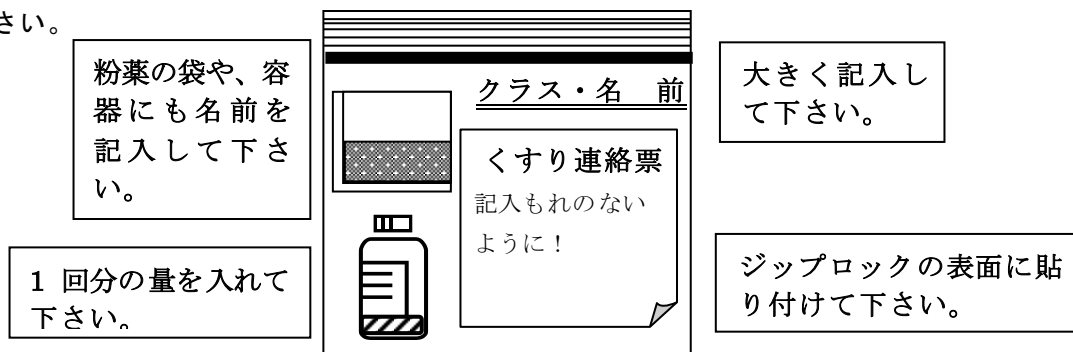 さい。
粉薬の袋や、容
器にも名前を
記入して下さ
い。
1 回分の量を入れて
下さい。
クラス・名　前
くすり連絡票
記入もれのない
ように！
大きく記入し
て下さい。
ジップロックの表面に貼
り付けて下さい。